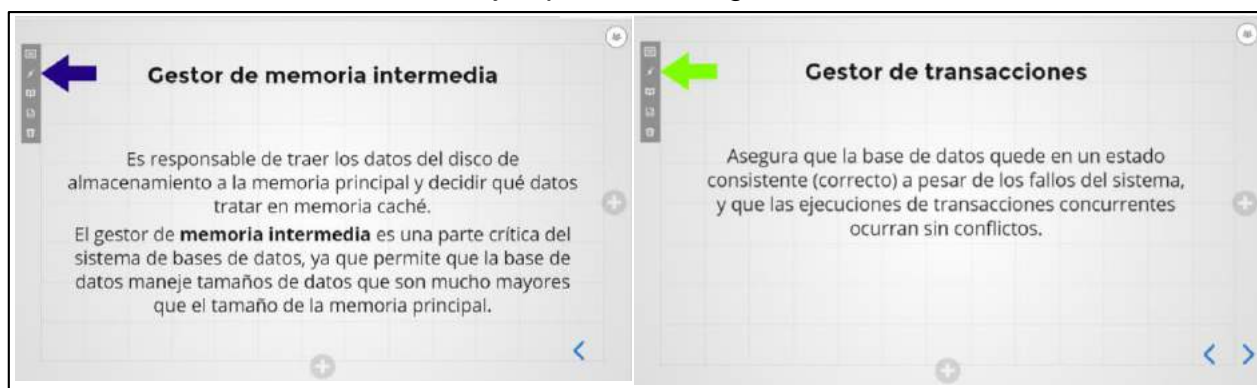 Gestor de memoria intermedia
Es responsable de traer los datos del disco de
almacenamiento a la memoria principal y decidir qué datos
tratar en memoria caché.
El gestor de memoria intermedia es una parte crítica del
sistema de bases de datos, ya que permite que la base de
datos maneje tamaños de datos que son mucho mayores
que el tamaño de la memoria principal.
Gestor de transacciones
Asegura que la base de datos quede en un estado
consistente (correcto) a pesar de los fallos del sistema,
y que las ejecuciones de transacciones concurrentes
ocurran sin conflictos.